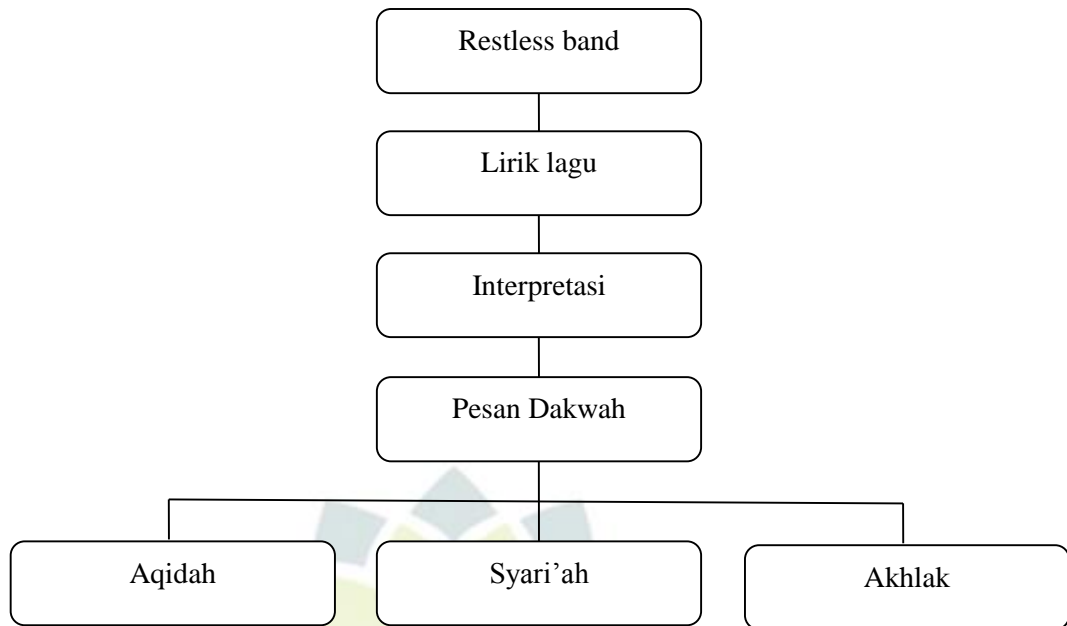 Restless band
Lirik lagu
Interpretasi
Pesan Dakwah
Aqidah
Syari’ah
Akhlak